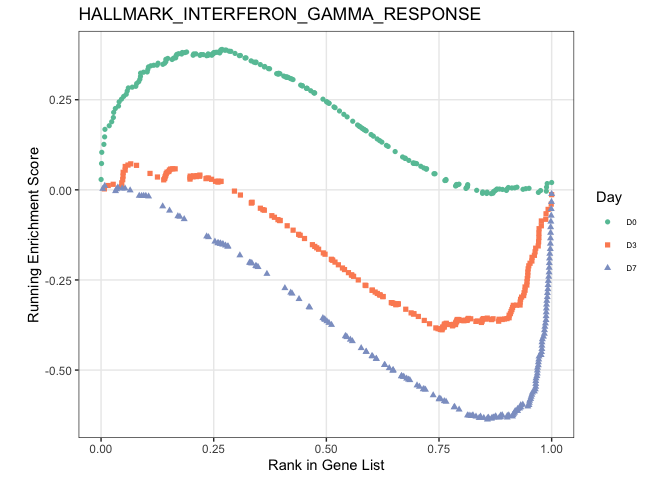 HALLMARK_INTERFERON_GAMMA_RESPONSE
Running Enrichment Score
0.25
0.00
-0.25
-0.50
0.00 0.25 0.50 0.75 1.00
Rank in Gene List
Day
D0
D3
D7